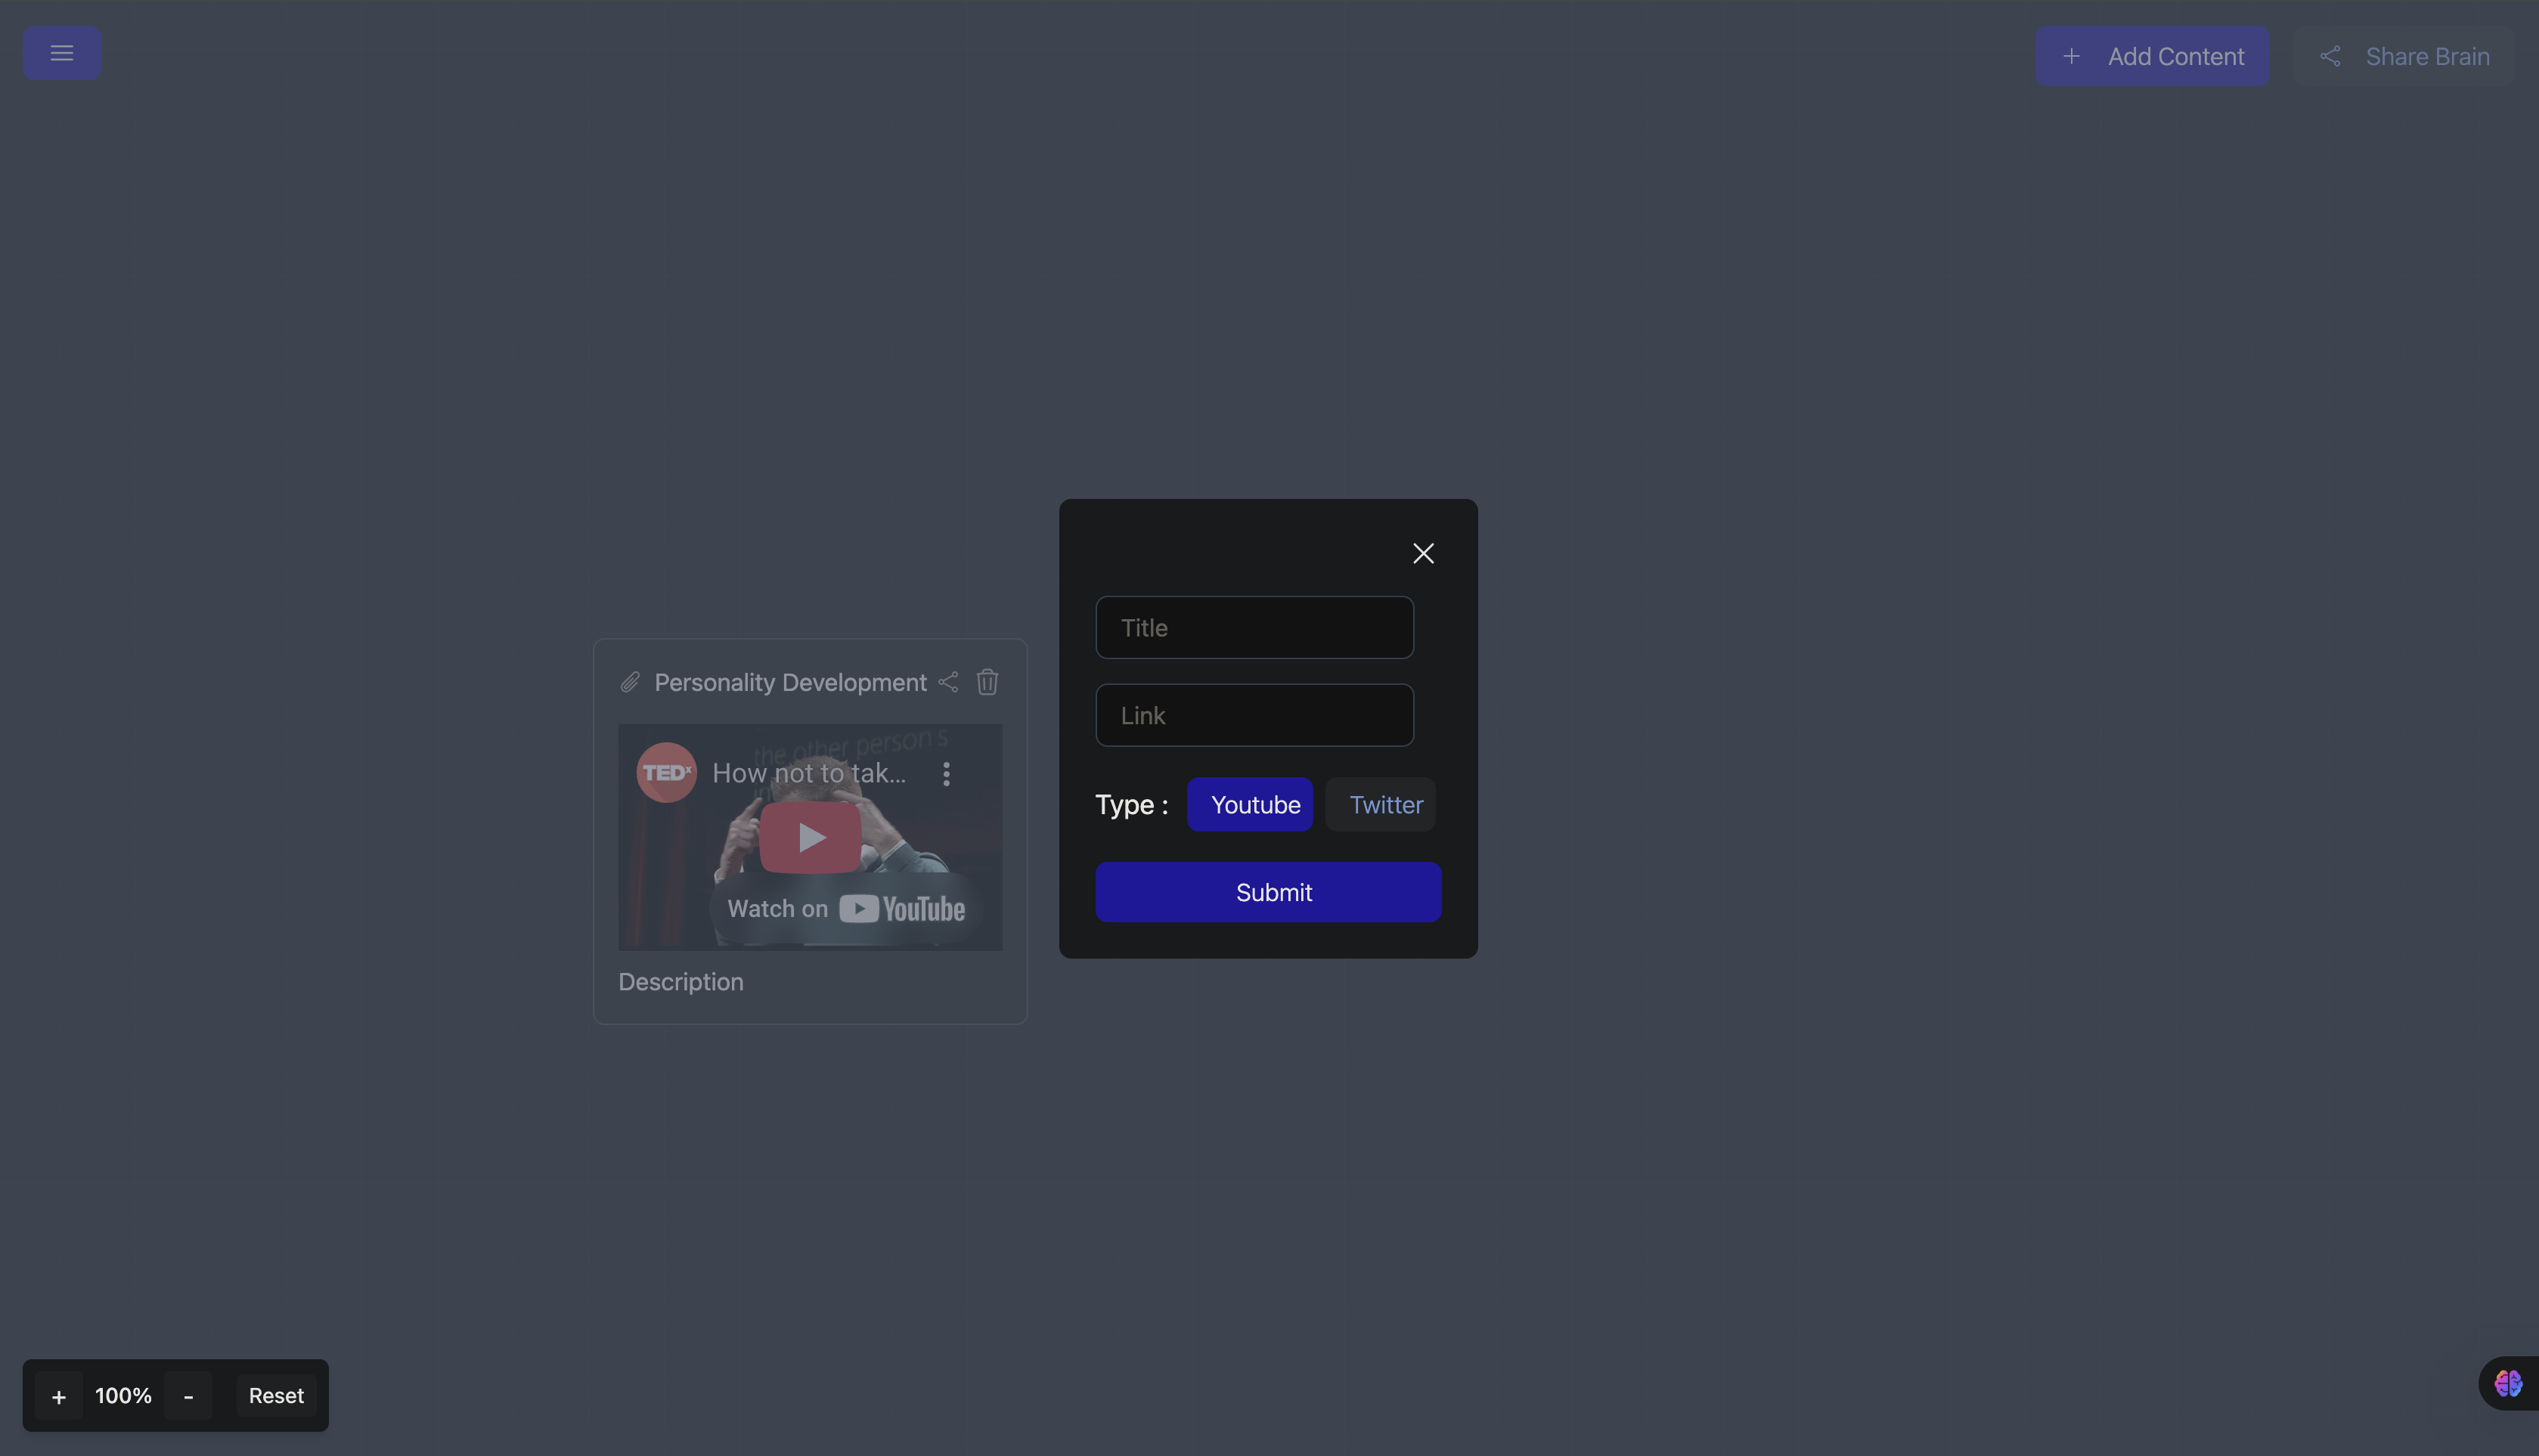 Add Content
Share Brain
Title
Personality Development
Link
the other person s
TEDx
How not to tak...
Type :
Youtube
Twitter
Submit
Watch on YouTube
Description
+
100%
-
Reset